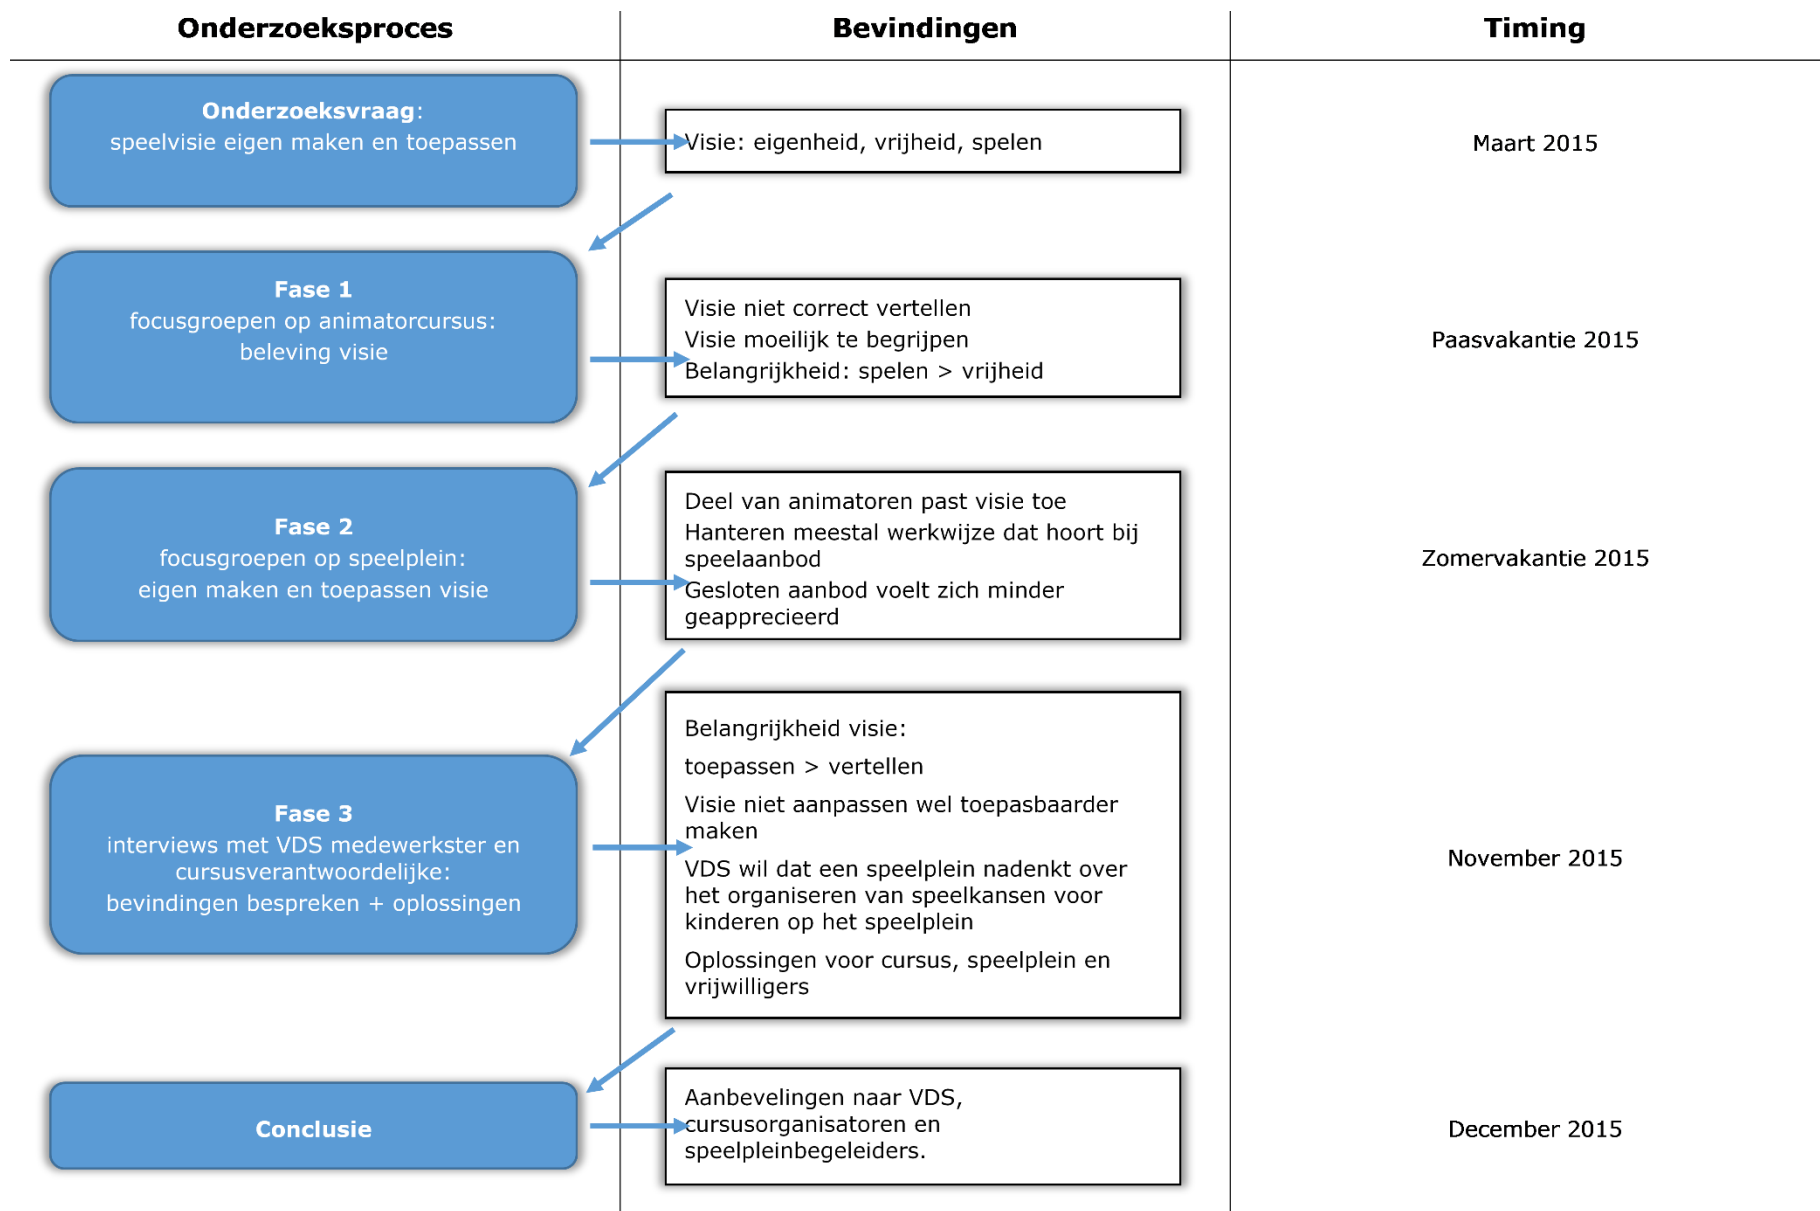 Onderzoeksproces
Bevindingen
Timing
Onderzoeksvraag:
speelvisie eigen maken en toepassen
Visie: eigenheid, vrijheid, spelen
Maart 2015
Fase 1
focusgroepen op animatorcursus:
beleving visie
Visie niet correct vertellen
Visie moeilijk te begrijpen
Belangrijkheid: spelen > vrijheid
Paasvakantie 2015
Fase 2
focusgroepen op speelplein:
eigen maken en toepassen visie
Deel van animatoren past visie toe
Hanteren meestal werkwijze dat hoort bij
speelaanbod
Gesloten aanbod voelt zich minder
geapprecieerd
Zomervakantie 2015
Fase 3
interviews met VDS medewerkster en
cursusverantwoordelijke:
bevindingen bespreken + oplossingen
Belangrijkheid visie:
toepassen > vertellen
Visie niet aanpassen wel toepasbaarder
maken
VDS wil dat een speelplein nadenkt over
het organiseren van speelkansen voor
kinderen op het speelplein
Oplossingen voor cursus, speelplein en
vrijwilligers
November 2015
Conclusie
Aanbevelingen naar VDS,
cursusorganisatoren en
speelpleinbegeleiders.
December 2015